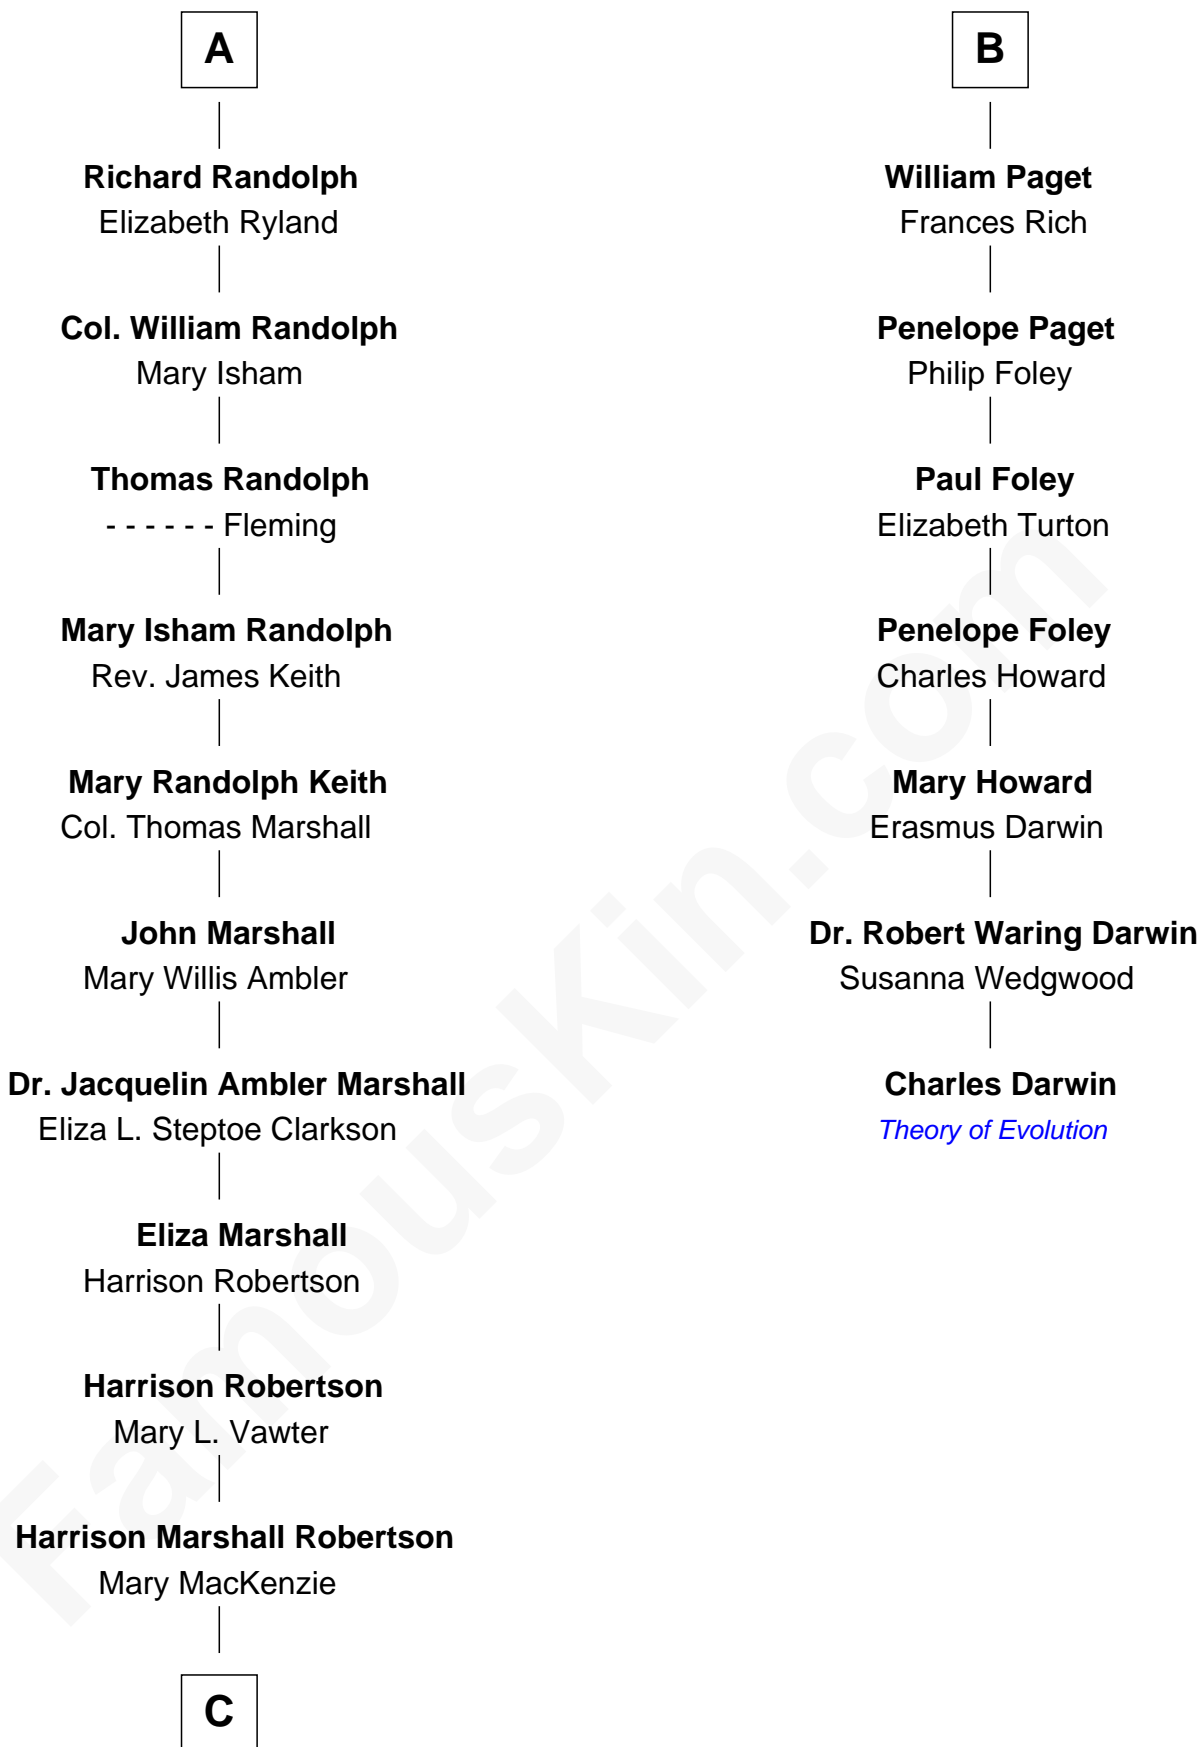 A
Richard Randolph
Elizabeth Ryland
Col. William Randolph
Mary Isham
Thomas Randolph
- - - - - - Fleming
Mary Isham Randolph
Rev. James Keith
Mary Randolph Keith
Col. Thomas Marshall
John Marshall
Mary Willis Ambler
Dr. Jacquelin Ambler Marshall
Eliza L. Steptoe Clarkson
Eliza Marshall
Harrison Robertson
Harrison Robertson
Mary L. Vawter
Harrison Marshall Robertson
Mary MacKenzie
C
B
William Paget
Frances Rich
Penelope Paget
Philip Foley
Paul Foley
Elizabeth Turton
Penelope Foley
Charles Howard
Mary Howard
Erasmus Darwin
Dr. Robert Waring Darwin
Susanna Wedgwood
Charles Darwin
Theory of Evolution
FamousKin.com